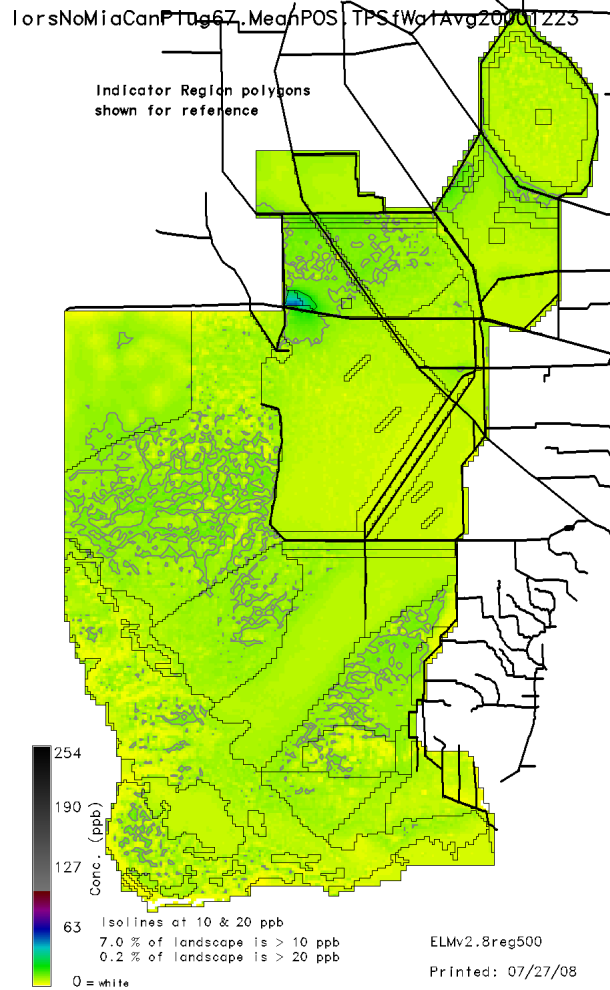 lorsNoMiaCanPlug67.MeanPOS.TPSfWatAvg20001223
Indicator Region polygons
shown for reference
254
190
127
63
0 = white
Conc. (ppb)
Isolines at 10 & 20 ppb
7.0 % of landscape is > 10 ppb
0.2 % of landscape is > 20 ppb
ELMv2.8reg500
Printed: 07/27/08